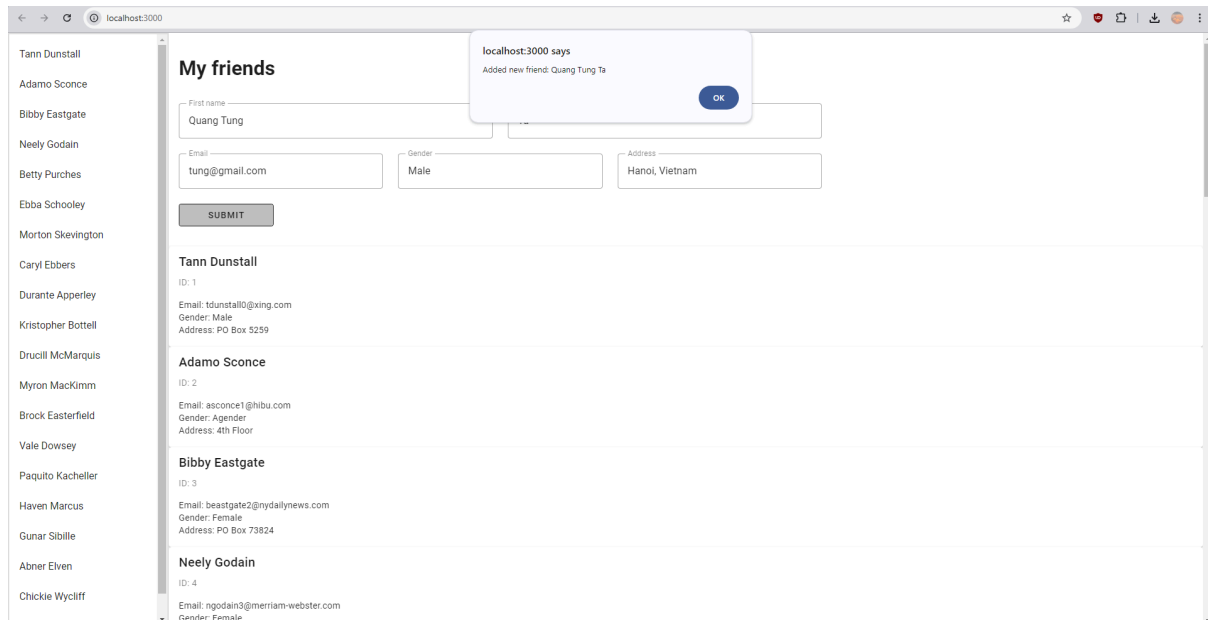 localhost:3000
Tann Dunstall
Adamo Sconce
Bibby Eastgate
Neely Godain
Betty Purches
Ebba Schooley
Morton Skevington
Caryl Ebbers
Durante Apperley
Kristopher Bottell
Drucill McMarquis
Myron MacKimm
Brock Easterfield
Vale Dowsey
Paquito Kacheller
Haven Marcus
Gunar Sibille
Abner Elven
Chickie Wycliff
localhost:3000 says
Added new friend: Quang Tung Ta
OK
My friends
First name
Quang Tung
Email
tung@gmail.com
Gender
Male
Address
Hanoi, Vietnam
SUBMIT
Tann Dunstall
ID: 1
Email: tdunstall0@xing.com
Gender: Male
Address: PO Box 5259
Adamo Sconce
ID: 2
Email: asconce1@hibu.com
Gender: Agender
Address: 4th Floor
Bibby Eastgate
ID: 3
Email: beastgate2@nydailynews.com
Gender: Female
Address: PO Box 73824
Neely Godain
ID: 4
Email: ngodain3@merriam-webster.com
Gender: Female